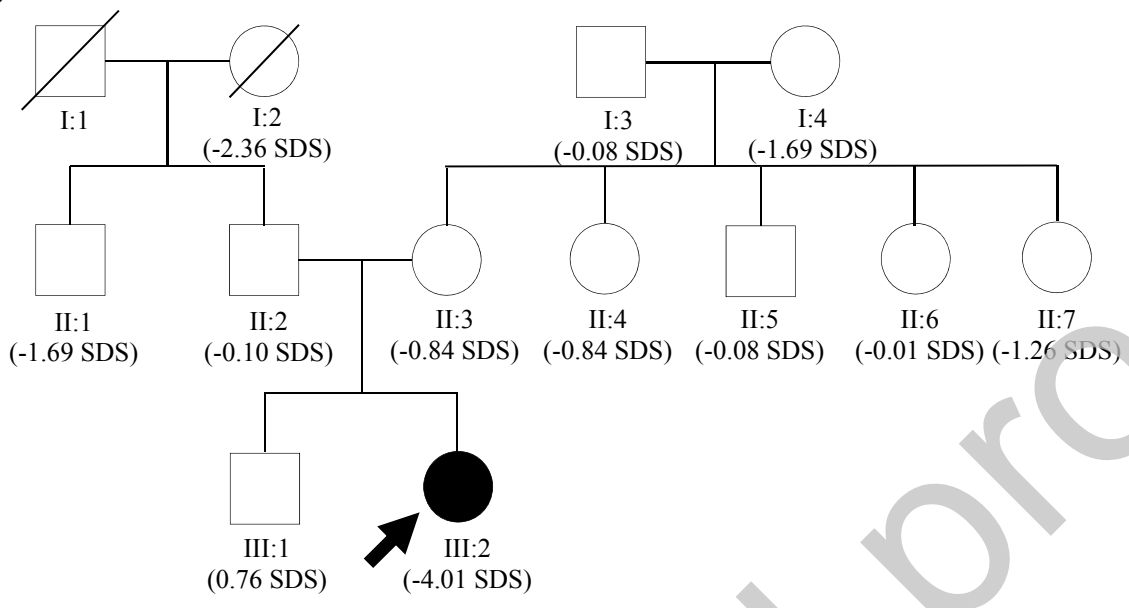 I:1
I:2
(-2.36 SDS)
I:3
(-0.08 SDS)
I:4
(-1.69 SDS)
II:1
(-1.69 SDS)
II:2
(-0.10 SDS)
II:3
(-0.84 SDS)
II:4
(-0.84 SDS)
II:5
(-0.08 SDS)
II:6
(-0.01 SDS)
II:7
(-1.26 SDS)
III:1
(0.76 SDS)
III:2
(-4.01 SDS)
pro